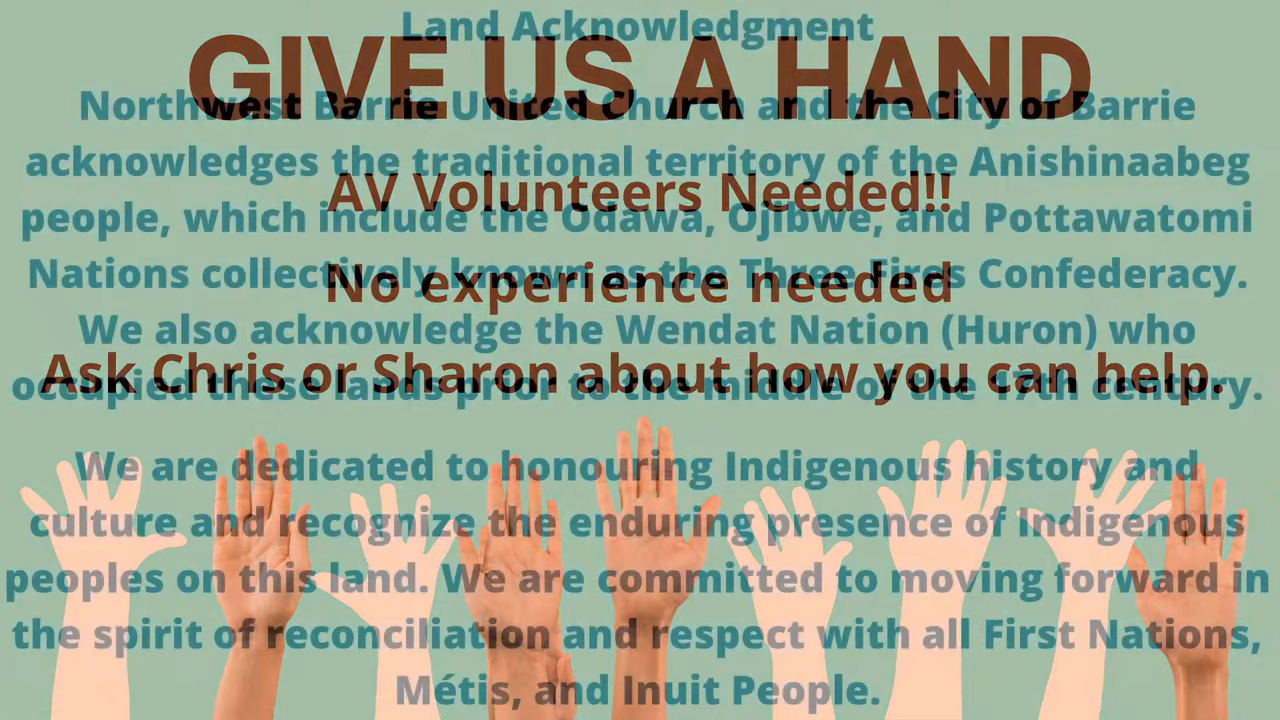 Land Acknowledgment
GIVE US A HAND
Northwest Barrie United Church and the City of Barrie
acknowledges the traditional territory of the Anishinaabeg
AV Volunteers Needed!!
people, which include the Odawa, Ojibwe, and Pottawatomi
Nations collectively known as the Three Fires Confederacy.
No experience needed
We also acknowledge the Wendat Nation (Huron) who
Ask Chris or Sharon about how you can help.
occupied these lands prior to the middle of the 17th century.
We are dedicated to honouring Indigenous history and
culture and recognize the enduring presence of Indigenous
peoples on this land. We are committed to moving forward in
the spirit of reconciliation and respect with all First Nations,
Métis, and Inuit People.